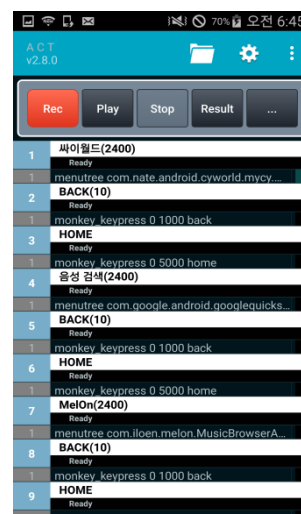 70% 오전 6:45
ACT
v2.8.0
Rec Play Stop Result ...
1 싸이월드(2400)
Ready
1 menutree com.nate.android.cyworld.mycy....
2 BACK(10)
Ready
1 monkey_keypress 0 1000 back
3 HOME
Ready
1 monkey_keypress 0 5000 home
4 음성 검색(2400)
Ready
1 menutree com.google.android.googlequicks...
5 BACK(10)
Ready
1 monkey_keypress 0 1000 back
6 HOME
Ready
1 monkey_keypress 0 5000 home
7 MelOn(2400)
Ready
1 menutree com.iloen.melon.MusicBrowserA...
8 BACK(10)
Ready
1 monkey_keypress 0 1000 back
9 HOME
Ready